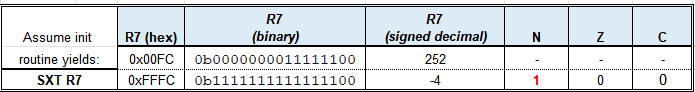 Assume init R7 (hex) R7 (binary) R7 (signed decimal) N Z C
routine yields: 0x00FC 0b0000000011111100 252 - - -
SXT R7 0xFFFC 0b1111111111111100 -4 1 0 0